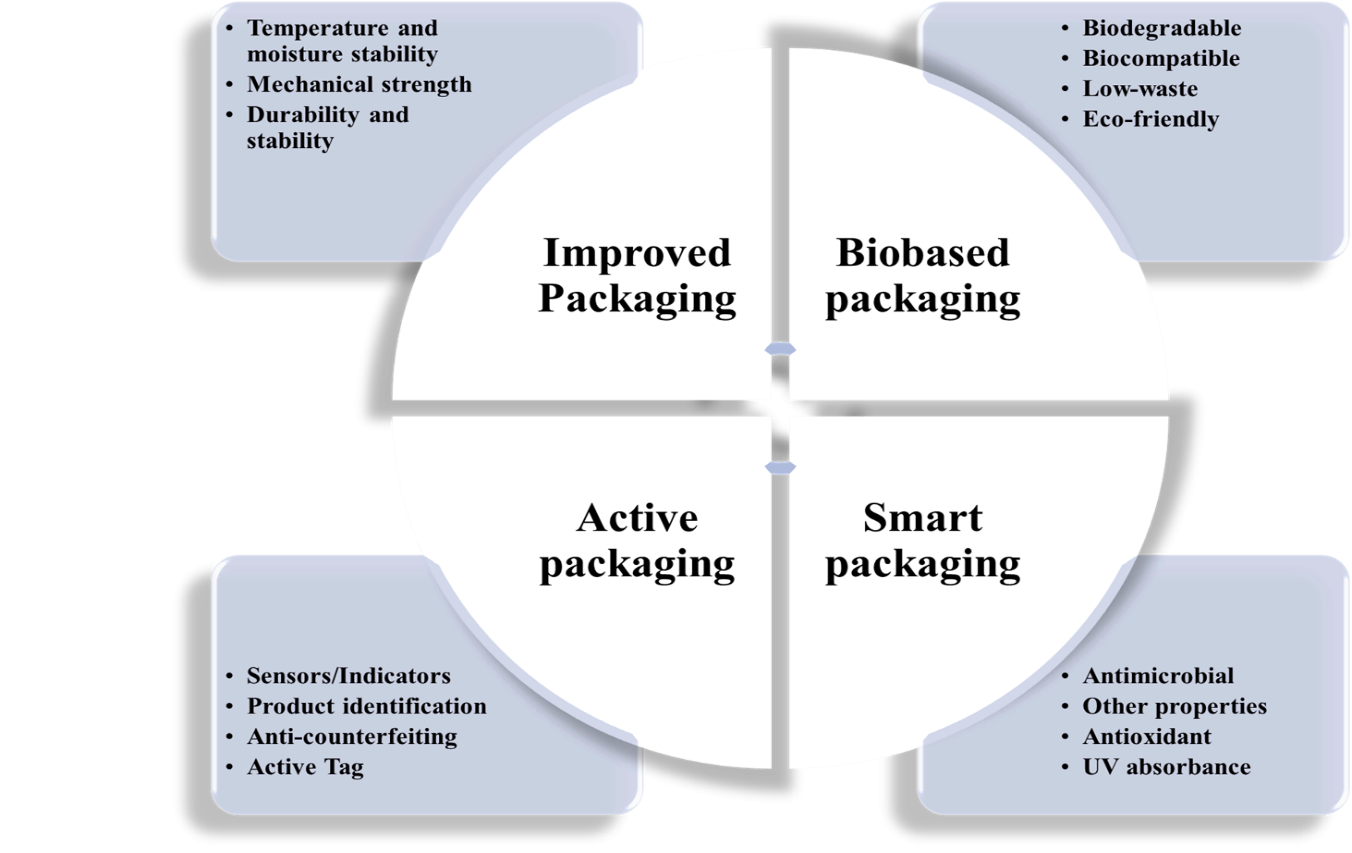 • Temperature and
moisture stability
• Mechanical strength
• Durability and
stability
• Biodegradable
• Biocompatible
• Low-waste
• Eco-friendly
Improved
Packaging
Biobased
packaging
Active
packaging
Smart
packaging
• Sensors/Indicators
• Product identification
• Anti-counterfeiting
• Active Tag
• Antimicrobial
• Other properties
• Antioxidant
• UV absorbance